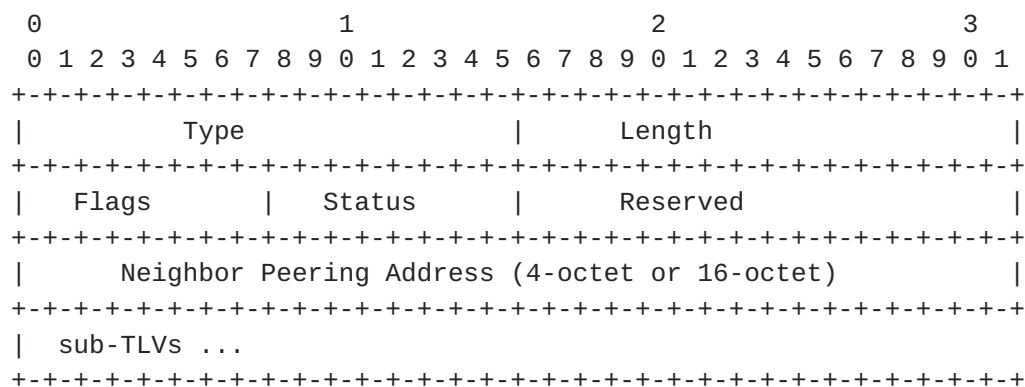 0                   1                   2                   3
 0 1 2 3 4 5 6 7 8 9 0 1 2 3 4 5 6 7 8 9 0 1 2 3 4 5 6 7 8 9 0 1
+-+-+-+-+-+-+-+-+-+-+-+-+-+-+-+-+-+-+-+-+-+-+-+-+-+-+-+-+-+-+-+-+
|          Type                 |      Length                   |
+-+-+-+-+-+-+-+-+-+-+-+-+-+-+-+-+-+-+-+-+-+-+-+-+-+-+-+-+-+-+-+-+
|   Flags       |   Status      |      Reserved                 |
+-+-+-+-+-+-+-+-+-+-+-+-+-+-+-+-+-+-+-+-+-+-+-+-+-+-+-+-+-+-+-+-+
|      Neighbor Peering Address (4-octet or 16-octet)           |
+-+-+-+-+-+-+-+-+-+-+-+-+-+-+-+-+-+-+-+-+-+-+-+-+-+-+-+-+-+-+-+-+
|  sub-TLVs ...
+-+-+-+-+-+-+-+-+-+-+-+-+-+-+-+-+-+-+-+-+-+-+-+-+-+-+-+-+-+-+-+-+